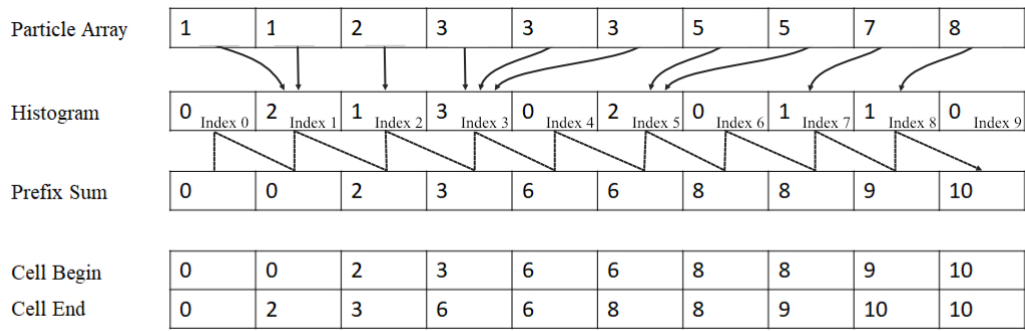 Particle Array 1 1 2 3 3 3 5 5 7 8
Histogram 0 Index 0 2 Index 1 1 Index 2 3 Index 3 0 Index 4 2 Index 5 0 Index 6 1 Index 7 1 Index 8 0 Index 9
Prefix Sum 0 0 2 3 6 6 8 8 9 10
Cell Begin 0 0 2 3 6 6 8 8 9 10
Cell End 0 2 3 6 6 8 8 9 10 10